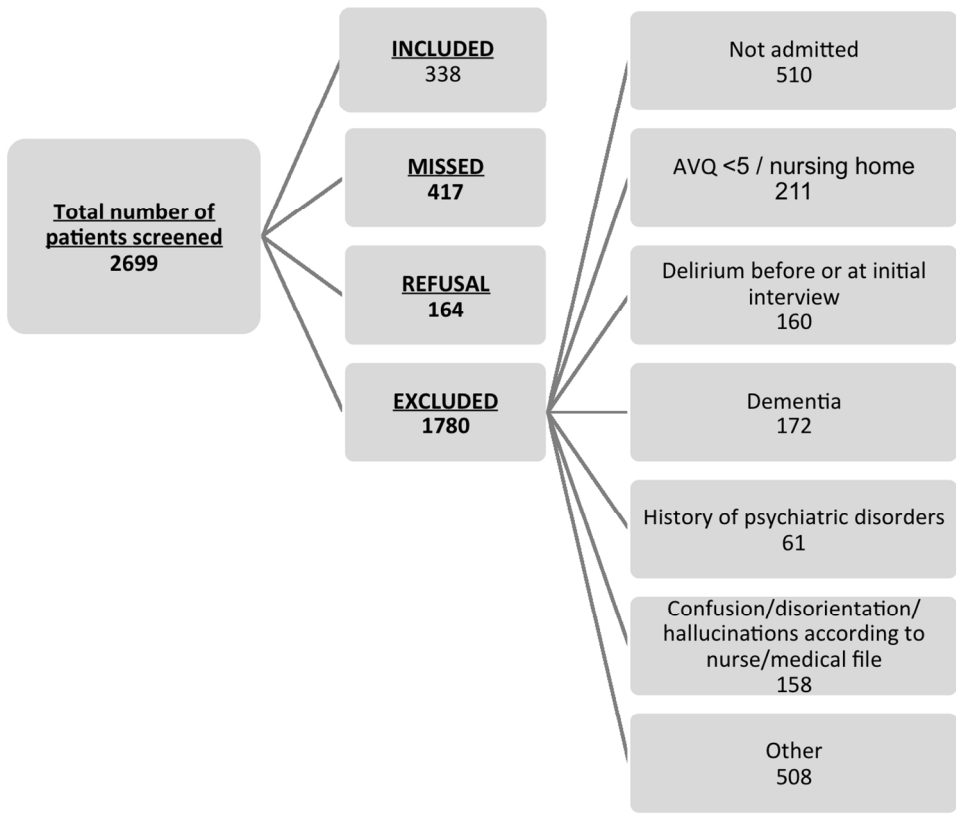 Total number of
patients screened
2699
INCLUDED
338
MISSED
417
REFUSAL
164
EXCLUDED
1780
Not admitted
510
AVQ <5 / nursing home
211
Delirium before or at initial
interview
160
Dementia
172
History of psychiatric disorders
61
Confusion/disorientation/
hallucinations according to
nurse/medical file
158
Other
508